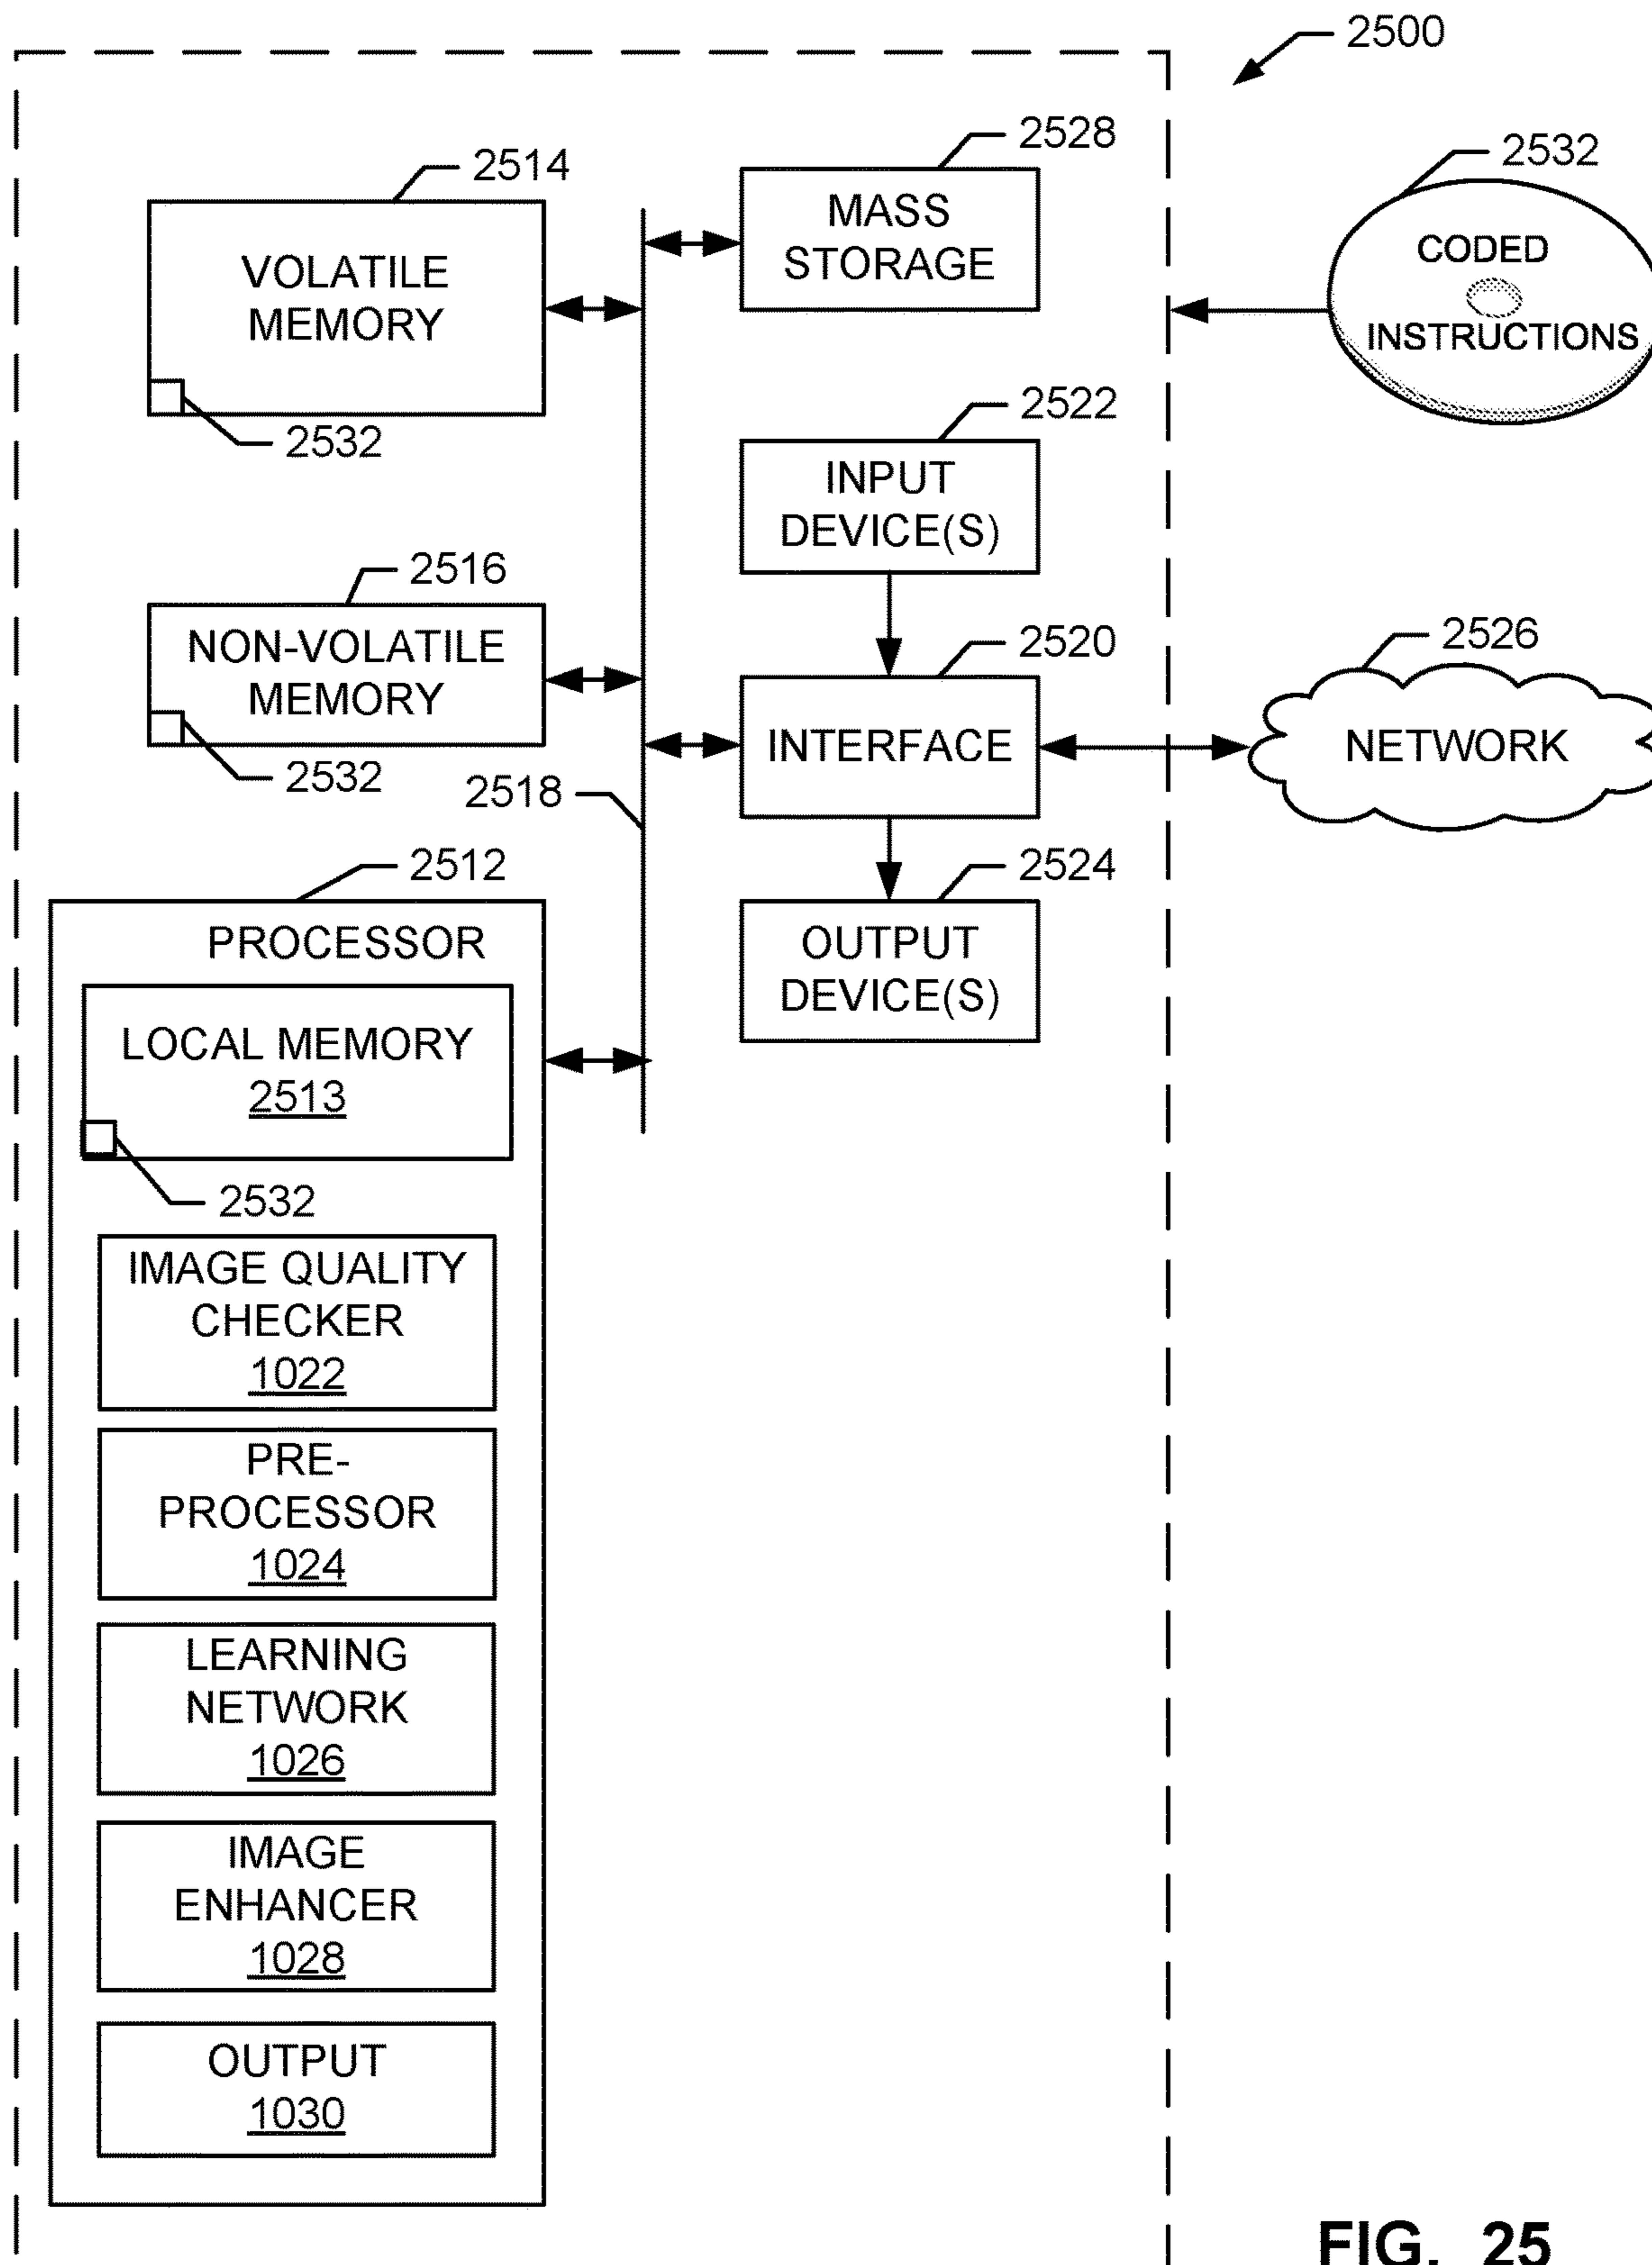 2500
2528
2532
2514
MASS
STORAGE
VOLATILE
MEMORY
CODED
INSTRUCTIONS
2522
2532
INPUT
DEVICE(S)
2516
2520
2526
NON-VOLATILE
MEMORY
INTERFACE
NETWORK
2532
2518
2512
2524
PROCESSOR
OUTPUT
DEVICE(S)
LOCAL MEMORY
2513
2532
IMAGE QUALITY
CHECKER
1022
PRE-
PROCESSOR
1024
LEARNING
NETWORK
1026
IMAGE
ENHANCER
1028
OUTPUT
1030
FIG. 25